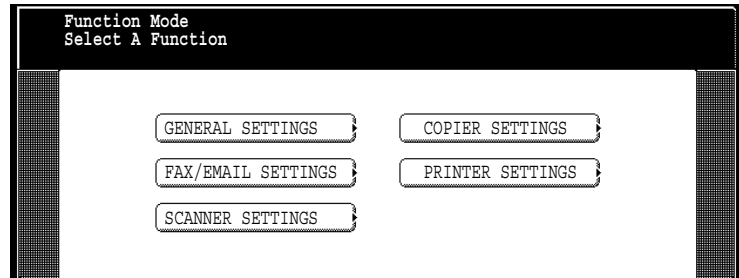 Function Mode
Select A Function
GENERAL SETTINGS
COPIER SETTINGS
FAX/EMAIL SETTINGS
PRINTER SETTINGS
SCANNER SETTINGS